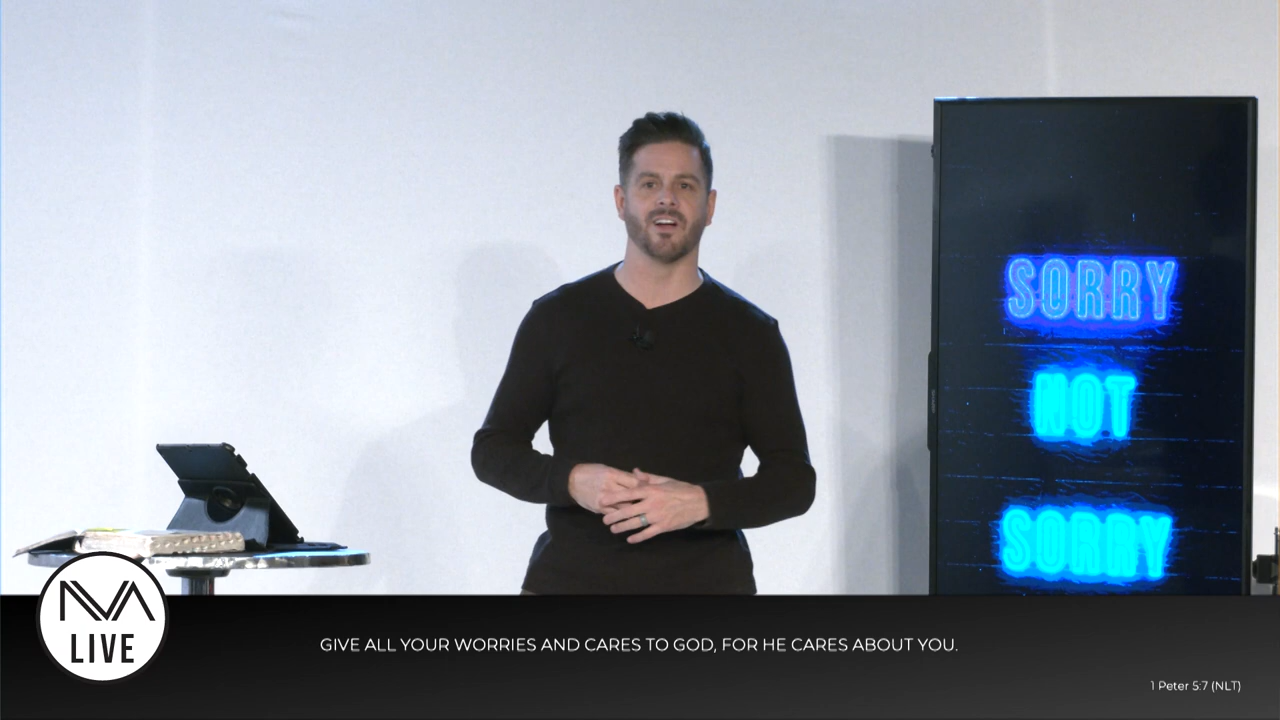 SORRY
NOT
SORRY
NVA
LIVE
GIVE ALL YOUR WORRIES AND CARES TO GOD, FOR HE CARES ABOUT YOU.
1 Peter 5:7 (NLT)